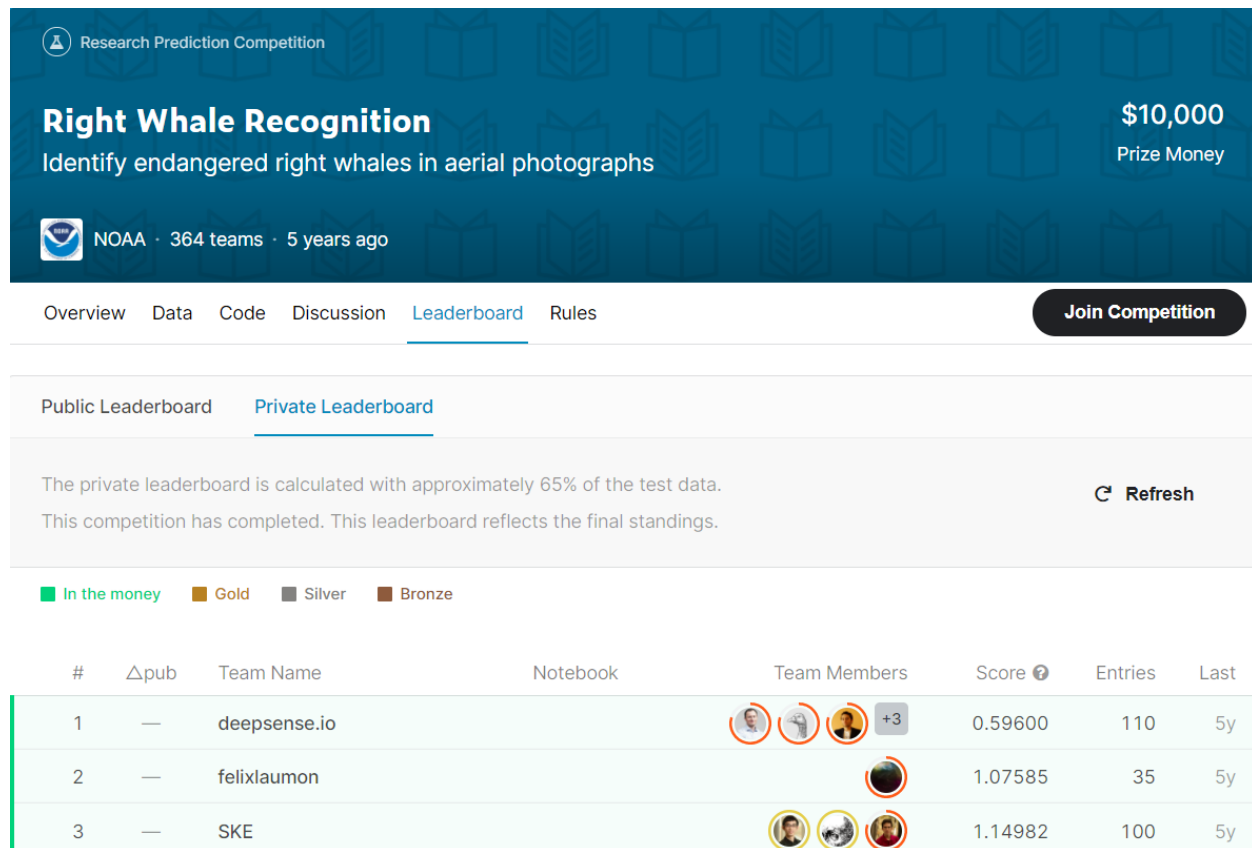 Research Prediction Competition
Right Whale Recognition
$10,000
Identify endangered right whales in aerial photographs
Prize Money
NOAA · 364 teams · 5 years ago
Overview Data Code Discussion Leaderboard Rules Join Competition
Public Leaderboard Private Leaderboard
The private leaderboard is calculated with approximately 65% of the test data.
Refresh
This competition has completed. This leaderboard reflects the final standings.
In the money Gold Silver Bronze
# △pub Team Name Notebook Team Members Score ? Entries Last
1 — deepsense.io +3 0.59600 110 5y
2 — felixlaumon 1.07585 35 5y
3 — SKE 1.14982 100 5y